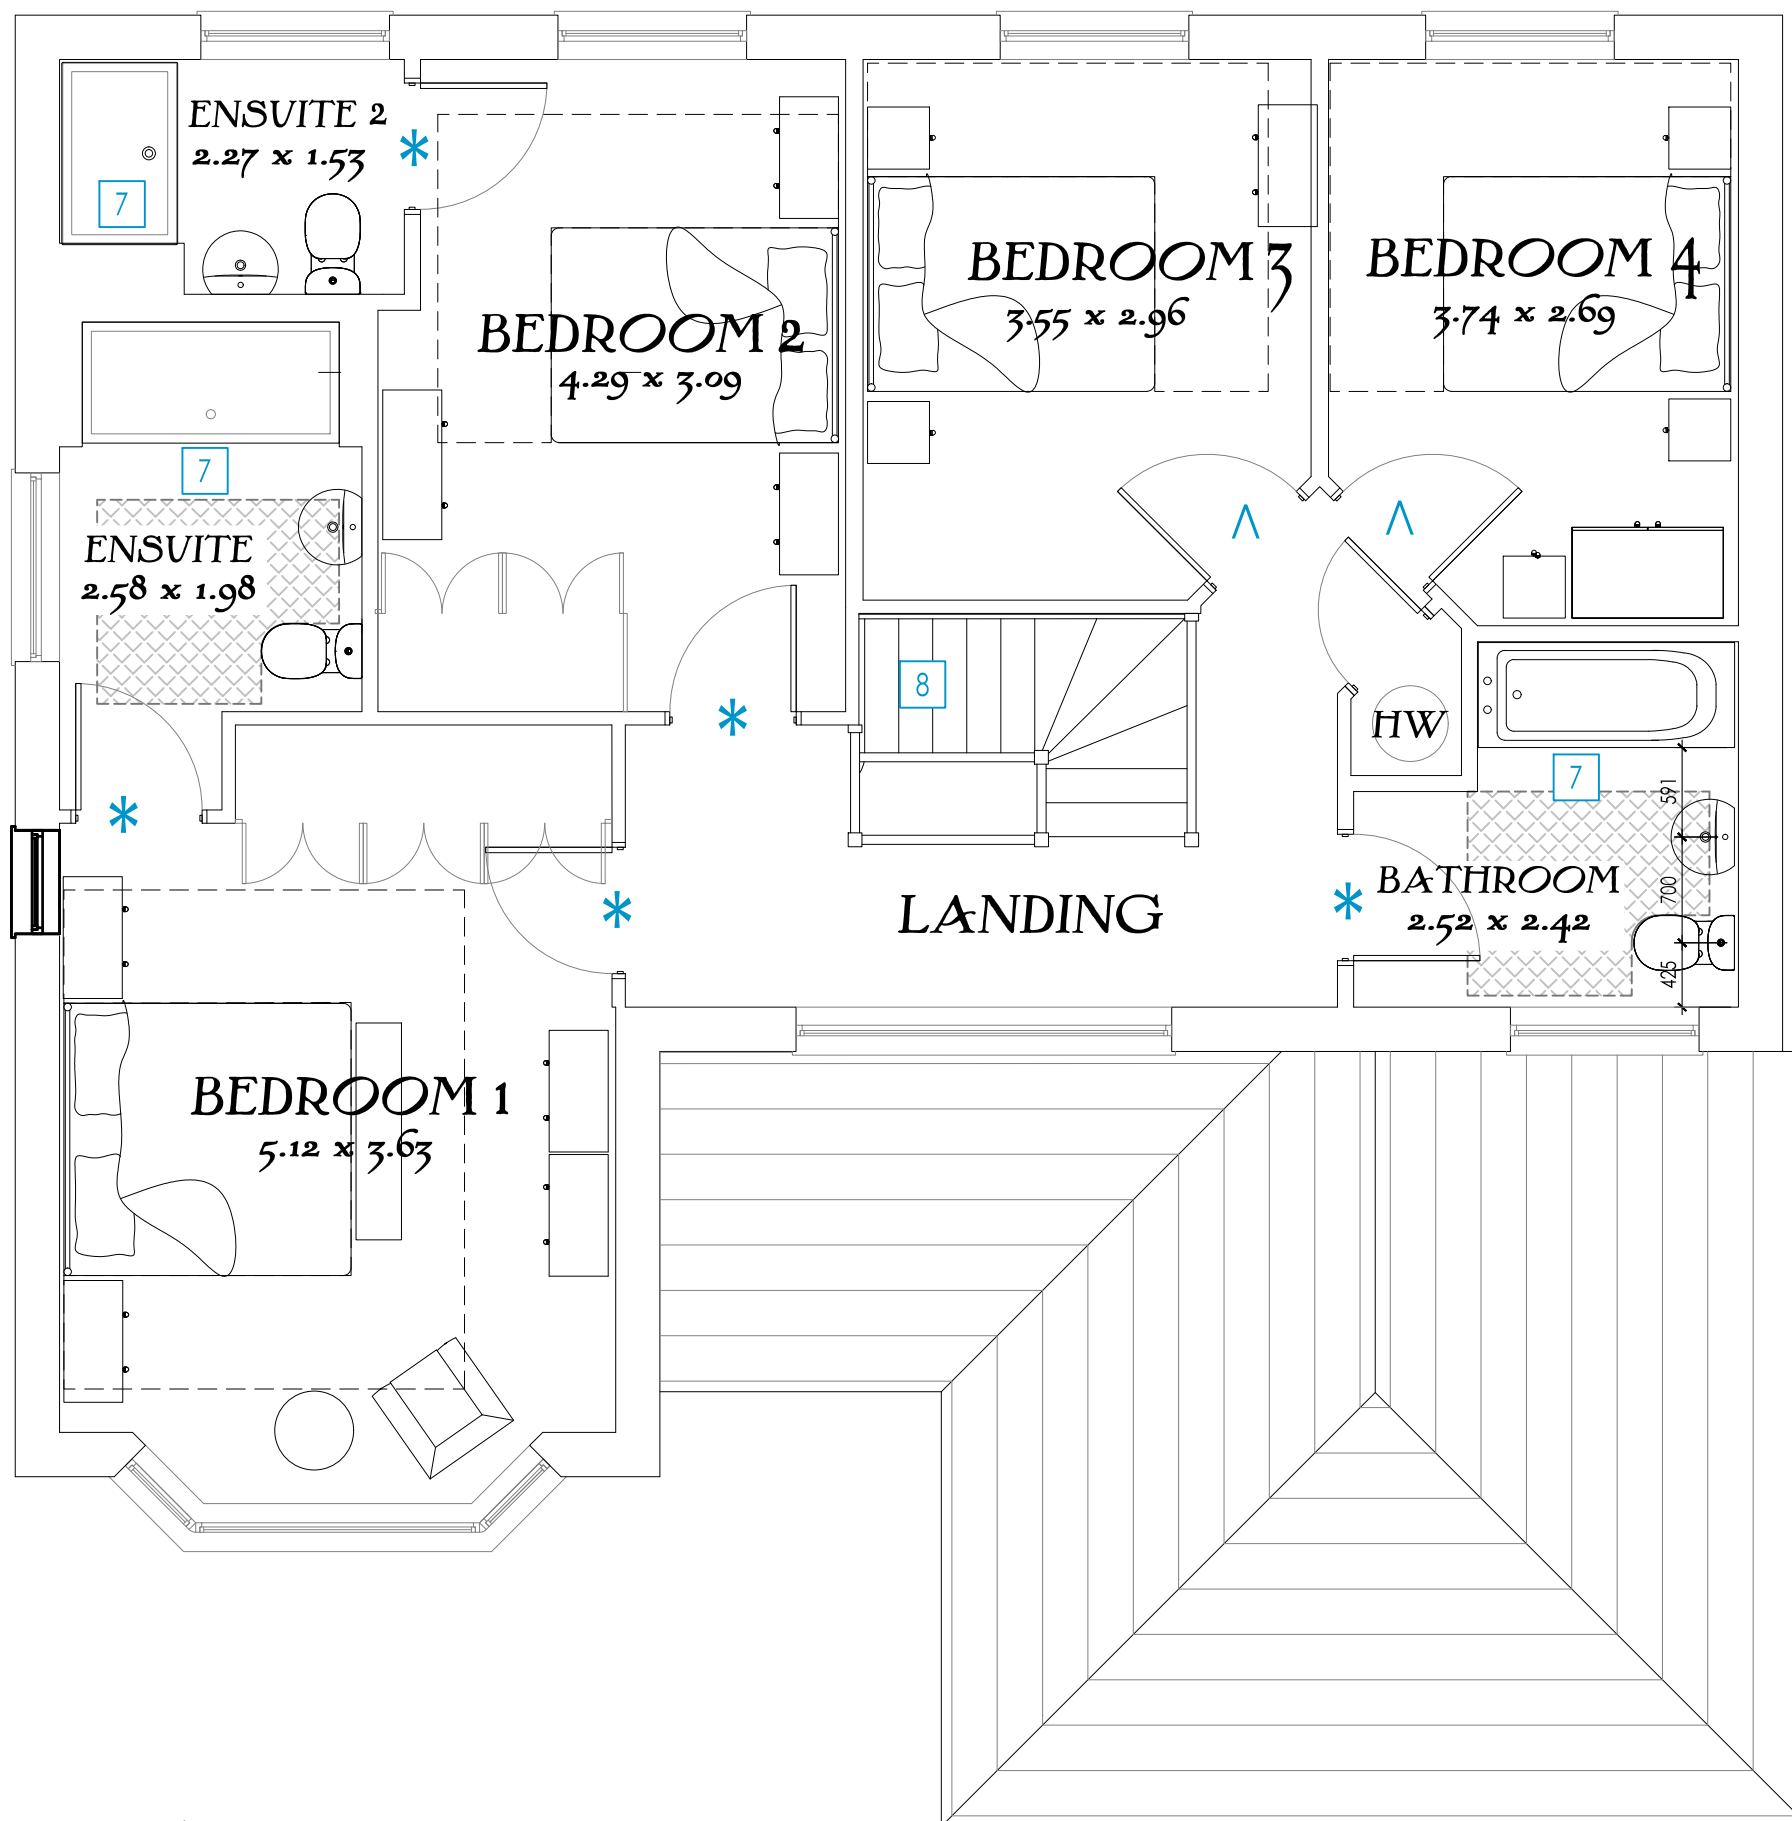 ENSUITE 2
2.27 x 1.53
*
7
BEDROOM 2
4.29 x 3.09
BEDROOM 3
3.55 x 2.96
BEDROOM 4
3.74 x 2.69
7
ENSUITE
2.58 x 1.98
^
^
*
8
HW
*
7
591
BATHROOM
2.52 x 2.42
700
425
*
*
LANDING
BEDROOM 1
5.12 x 3.63